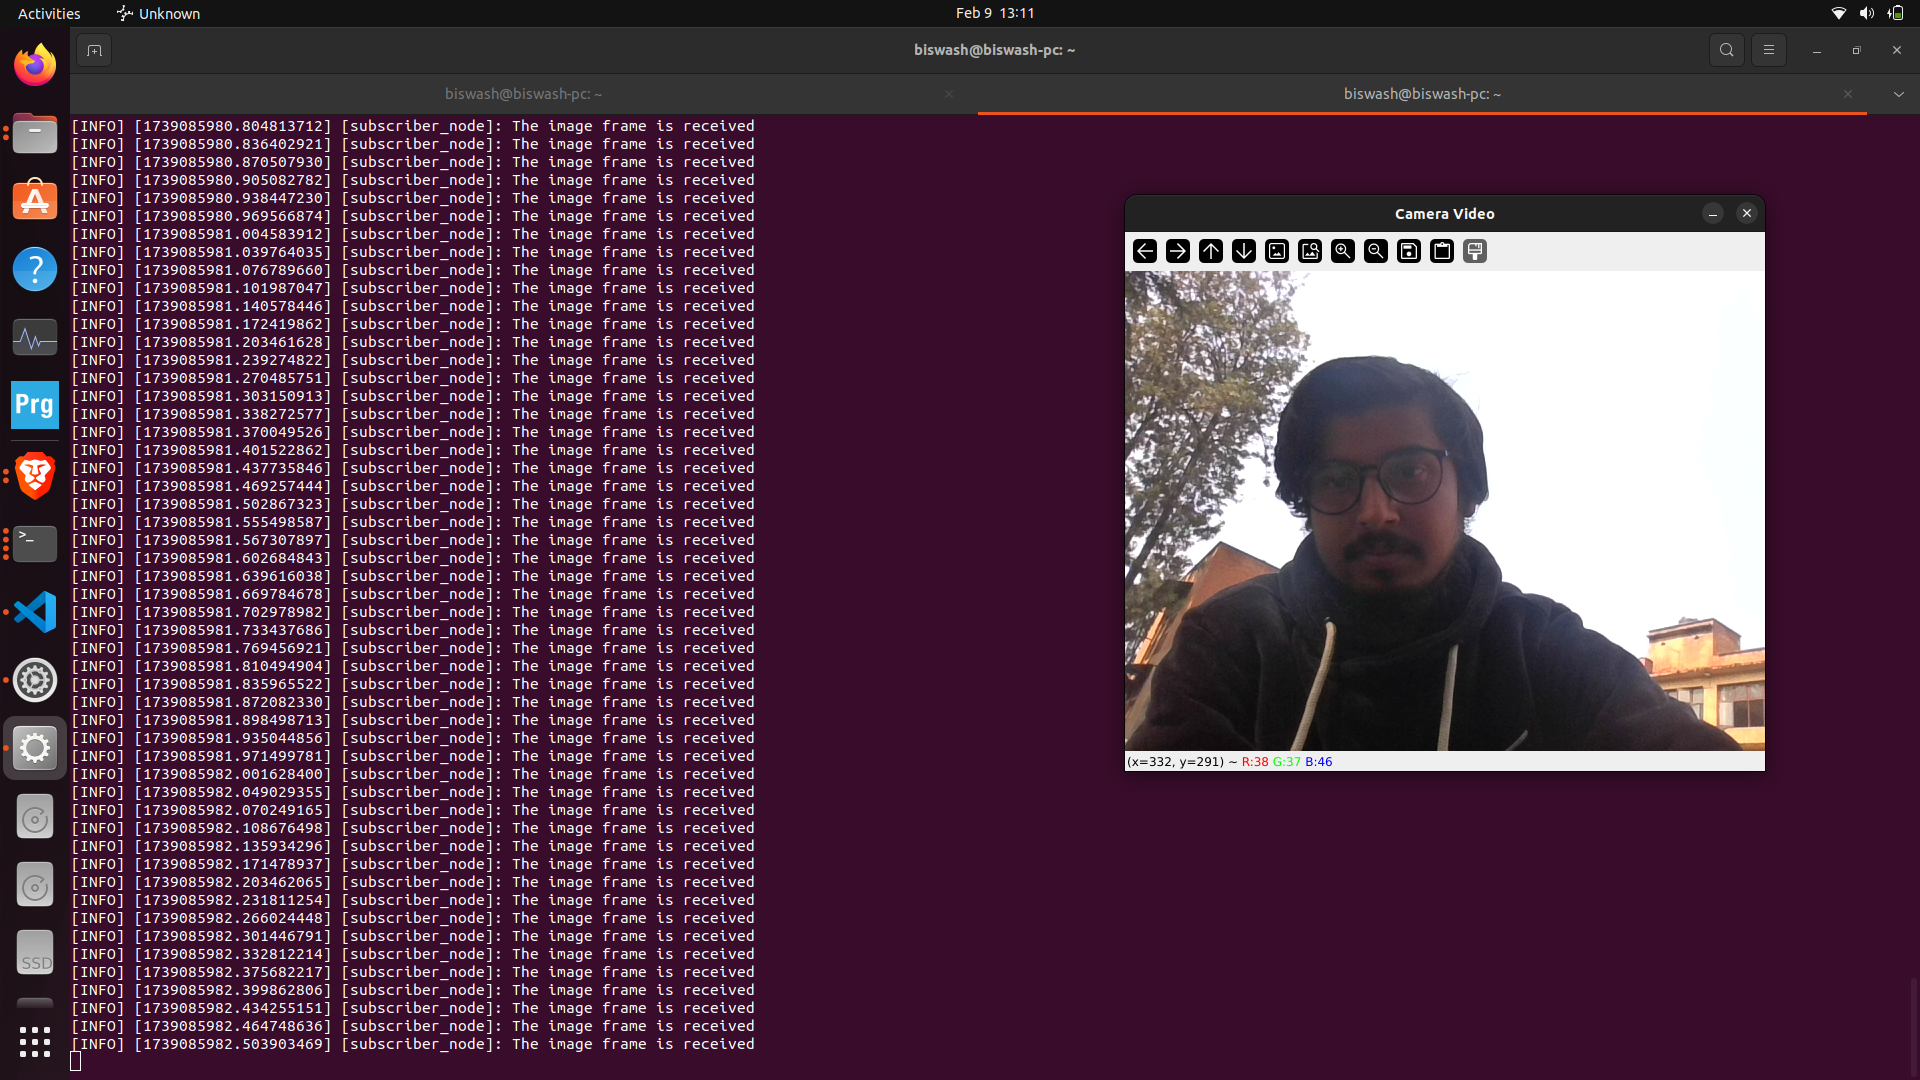 Activities
Unknown
Feb 9 13:11
biswash@biswash-pc: ~
biswash@biswash-pc: ~
biswash@biswash-pc: ~
[INFO] [1739085980.804813712] [subscriber_node]: The image frame is received
[INFO] [1739085980.836402921] [subscriber_node]: The image frame is received
[INFO] [1739085980.870507930] [subscriber_node]: The image frame is received
[INFO] [1739085980.905082782] [subscriber_node]: The image frame is received
[INFO] [1739085980.938447230] [subscriber_node]: The image frame is received
[INFO] [1739085980.969566874] [subscriber_node]: The image frame is received
[INFO] [1739085981.004583912] [subscriber_node]: The image frame is received
[INFO] [1739085981.039764035] [subscriber_node]: The image frame is received
[INFO] [1739085981.076789660] [subscriber_node]: The image frame is received
[INFO] [1739085981.101987047] [subscriber_node]: The image frame is received
[INFO] [1739085981.140578446] [subscriber_node]: The image frame is received
[INFO] [1739085981.172419862] [subscriber_node]: The image frame is received
[INFO] [1739085981.203461628] [subscriber_node]: The image frame is received
[INFO] [1739085981.239274822] [subscriber_node]: The image frame is received
[INFO] [1739085981.270485751] [subscriber_node]: The image frame is received
[INFO] [1739085981.303150913] [subscriber_node]: The image frame is received
[INFO] [1739085981.338272577] [subscriber_node]: The image frame is received
[INFO] [1739085981.370049526] [subscriber_node]: The image frame is received
[INFO] [1739085981.401522862] [subscriber_node]: The image frame is received
[INFO] [1739085981.437735846] [subscriber_node]: The image frame is received
[INFO] [1739085981.469257444] [subscriber_node]: The image frame is received
[INFO] [1739085981.502867323] [subscriber_node]: The image frame is received
[INFO] [1739085981.555498587] [subscriber_node]: The image frame is received
[INFO] [1739085981.567307897] [subscriber_node]: The image frame is received
[INFO] [1739085981.602684843] [subscriber_node]: The image frame is received
[INFO] [1739085981.639616038] [subscriber_node]: The image frame is received
[INFO] [1739085981.669784678] [subscriber_node]: The image frame is received
[INFO] [1739085981.702978982] [subscriber_node]: The image frame is received
[INFO] [1739085981.733437686] [subscriber_node]: The image frame is received
[INFO] [1739085981.769456921] [subscriber_node]: The image frame is received
[INFO] [1739085981.810494904] [subscriber_node]: The image frame is received
[INFO] [1739085981.835965522] [subscriber_node]: The image frame is received
[INFO] [1739085981.872082330] [subscriber_node]: The image frame is received
[INFO] [1739085981.898498713] [subscriber_node]: The image frame is received
[INFO] [1739085981.935044856] [subscriber_node]: The image frame is received
[INFO] [1739085981.971499781] [subscriber_node]: The image frame is received
[INFO] [1739085982.001628400] [subscriber_node]: The image frame is received
[INFO] [1739085982.049029355] [subscriber_node]: The image frame is received
[INFO] [1739085982.070249165] [subscriber_node]: The image frame is received
[INFO] [1739085982.108676498] [subscriber_node]: The image frame is received
[INFO] [1739085982.135934296] [subscriber_node]: The image frame is received
[INFO] [1739085982.171478937] [subscriber_node]: The image frame is received
[INFO] [1739085982.203462065] [subscriber_node]: The image frame is received
[INFO] [1739085982.231811254] [subscriber_node]: The image frame is received
[INFO] [1739085982.266024448] [subscriber_node]: The image frame is received
[INFO] [1739085982.301446791] [subscriber_node]: The image frame is received
[INFO] [1739085982.332812214] [subscriber_node]: The image frame is received
[INFO] [1739085982.375682217] [subscriber_node]: The image frame is received
[INFO] [1739085982.399862806] [subscriber_node]: The image frame is received
[INFO] [1739085982.434255151] [subscriber_node]: The image frame is received
[INFO] [1739085982.464748636] [subscriber_node]: The image frame is received
[INFO] [1739085982.503903469] [subscriber_node]: The image frame is received
Camera Video
(x=332, y=291) ~ R:38 G:37 B:46
Prg
SSD